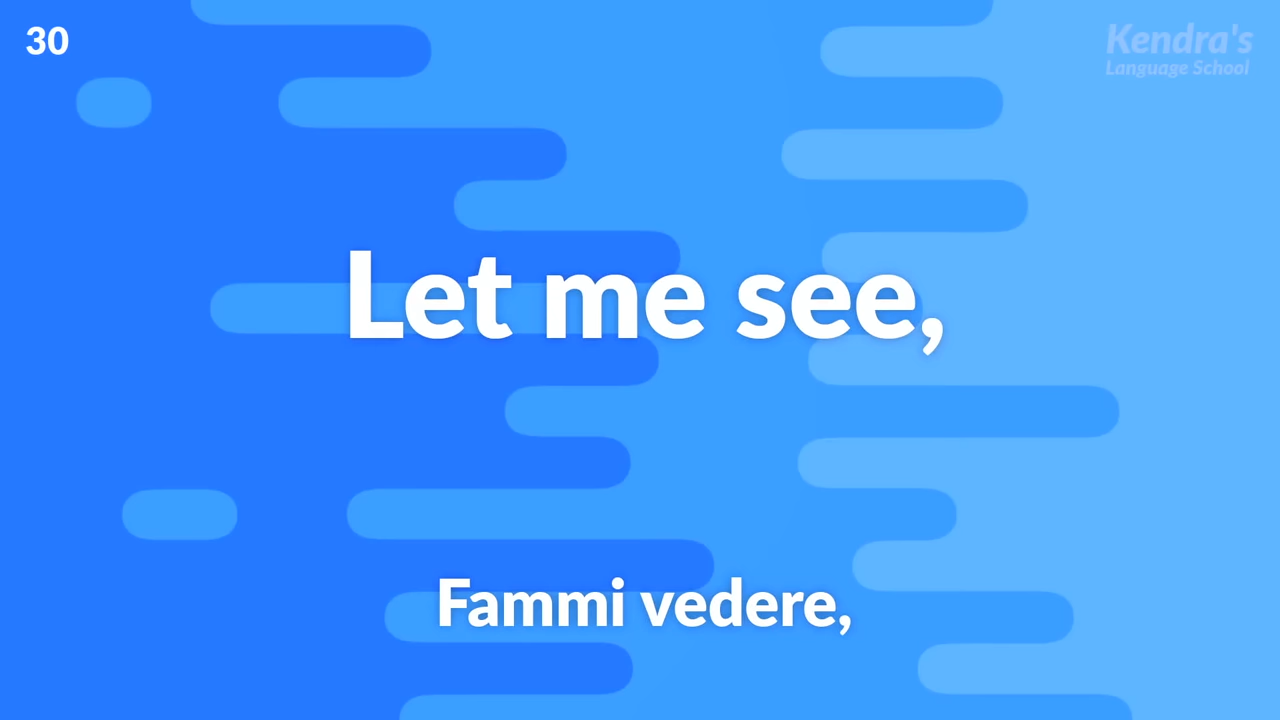 30
Kendra's
Language School
Let me see,
Fammi vedere,